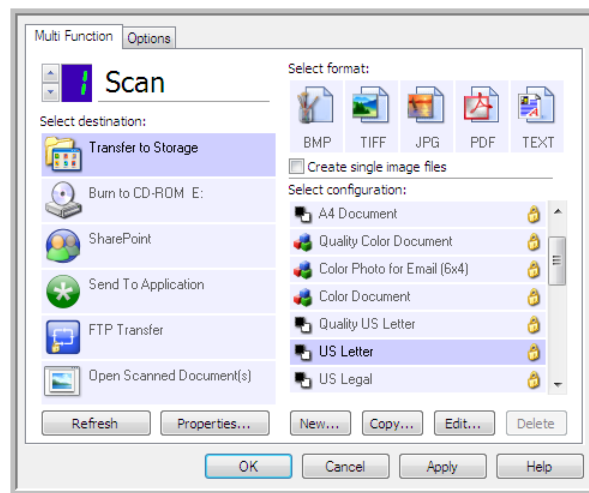 Multi Function
Options
1
Scan
Select destination:
Transfer to Storage
Burn to CD-ROM E:
SharePoint
Send To Application
FTP Transfer
Open Scanned Document(s)
Refresh
Properties...
Select format:
BMP TIFF JPG PDF TEXT
Create single image files
Select configuration:
A4 Document
Quality Color Document
Color Photo for Email (6x4)
Color Document
Quality US Letter
US Letter
US Legal
New... Copy... Edit... Delete
OK Cancel Apply Help